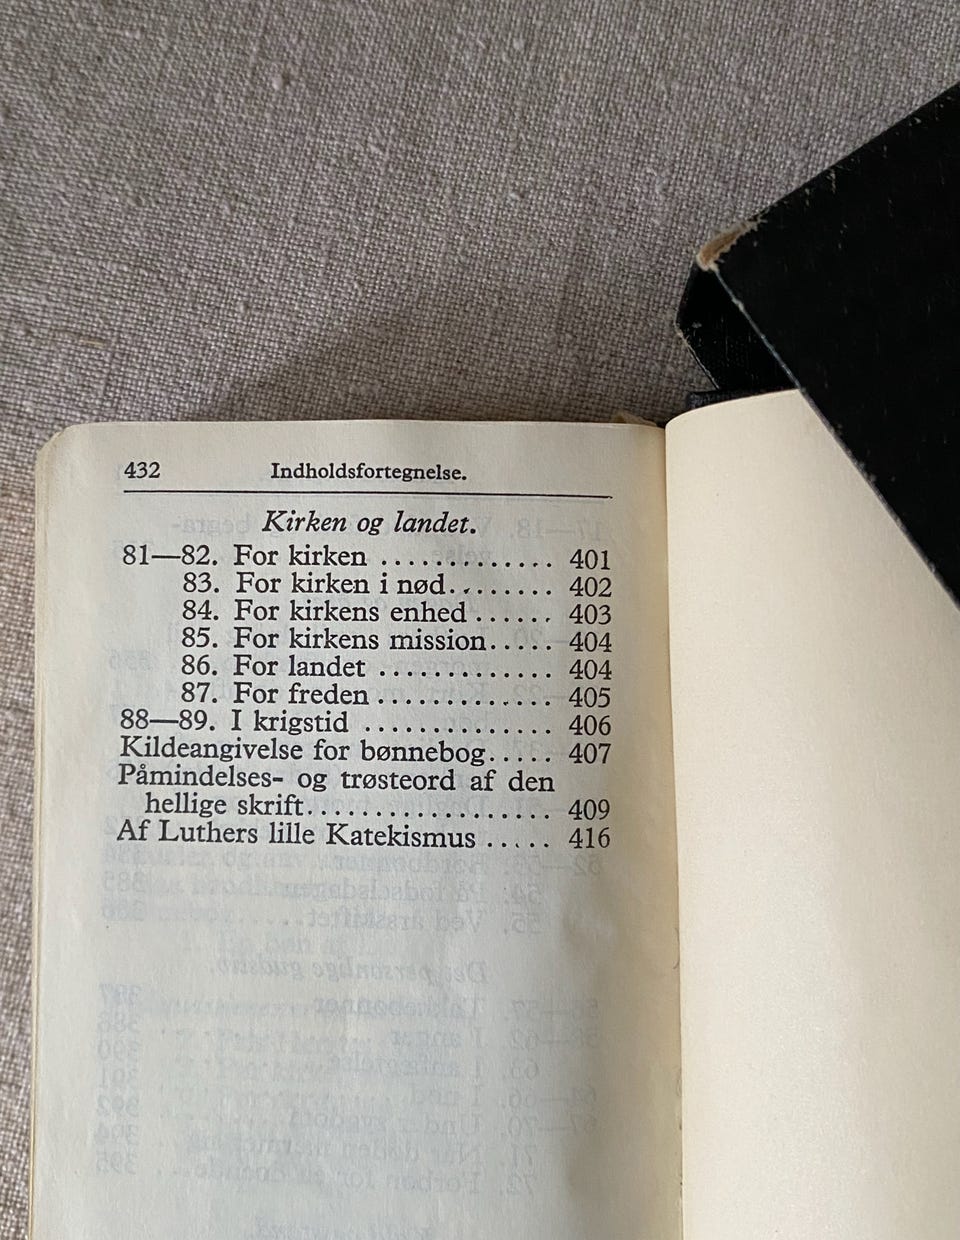 432 Indholdsfortegnelse.
Kirken og landet.
81—82. For kirken ............. 401
83. For kirken i nød......... 402
84. For kirkens enhed ...... 403
85. For kirkens mission..... 404
86. For landet ............. 404
87. For freden ............. 405
88—89. I krigstid .............. 406
Kildeangivelse for bønnebog..... 407
Påmindelses- og trøsteord af den
hellige skrift.................. 409
Af Luthers lille Katekismus ..... 416